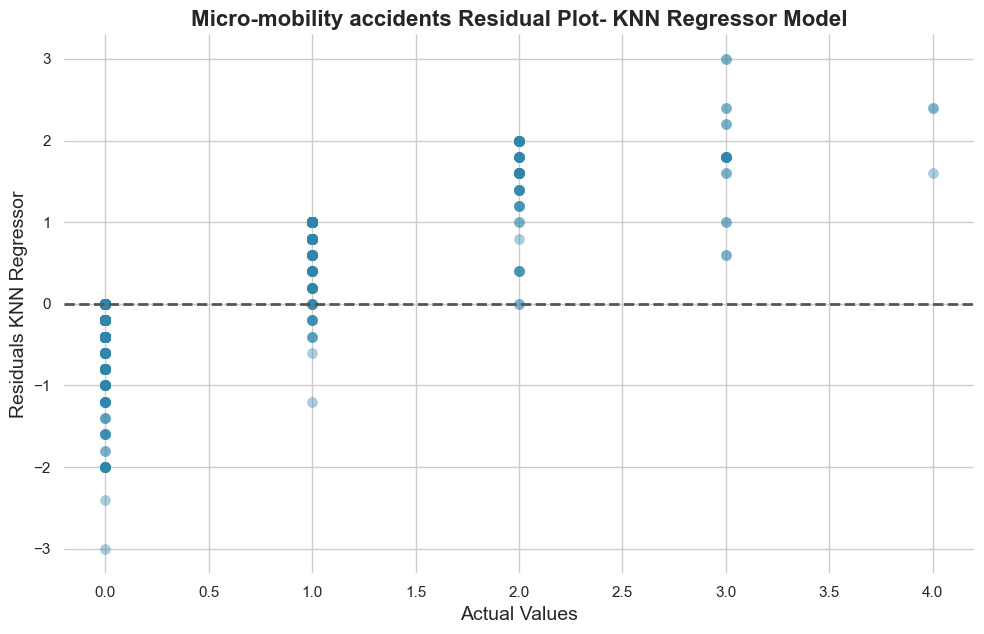 Micro-mobility accidents Residual Plot- KNN Regressor Model
Residuals KNN Regressor
3
2
1
0
−1
−2
−3
0.0 0.5 1.0 1.5 2.0 2.5 3.0 3.5 4.0
Actual Values